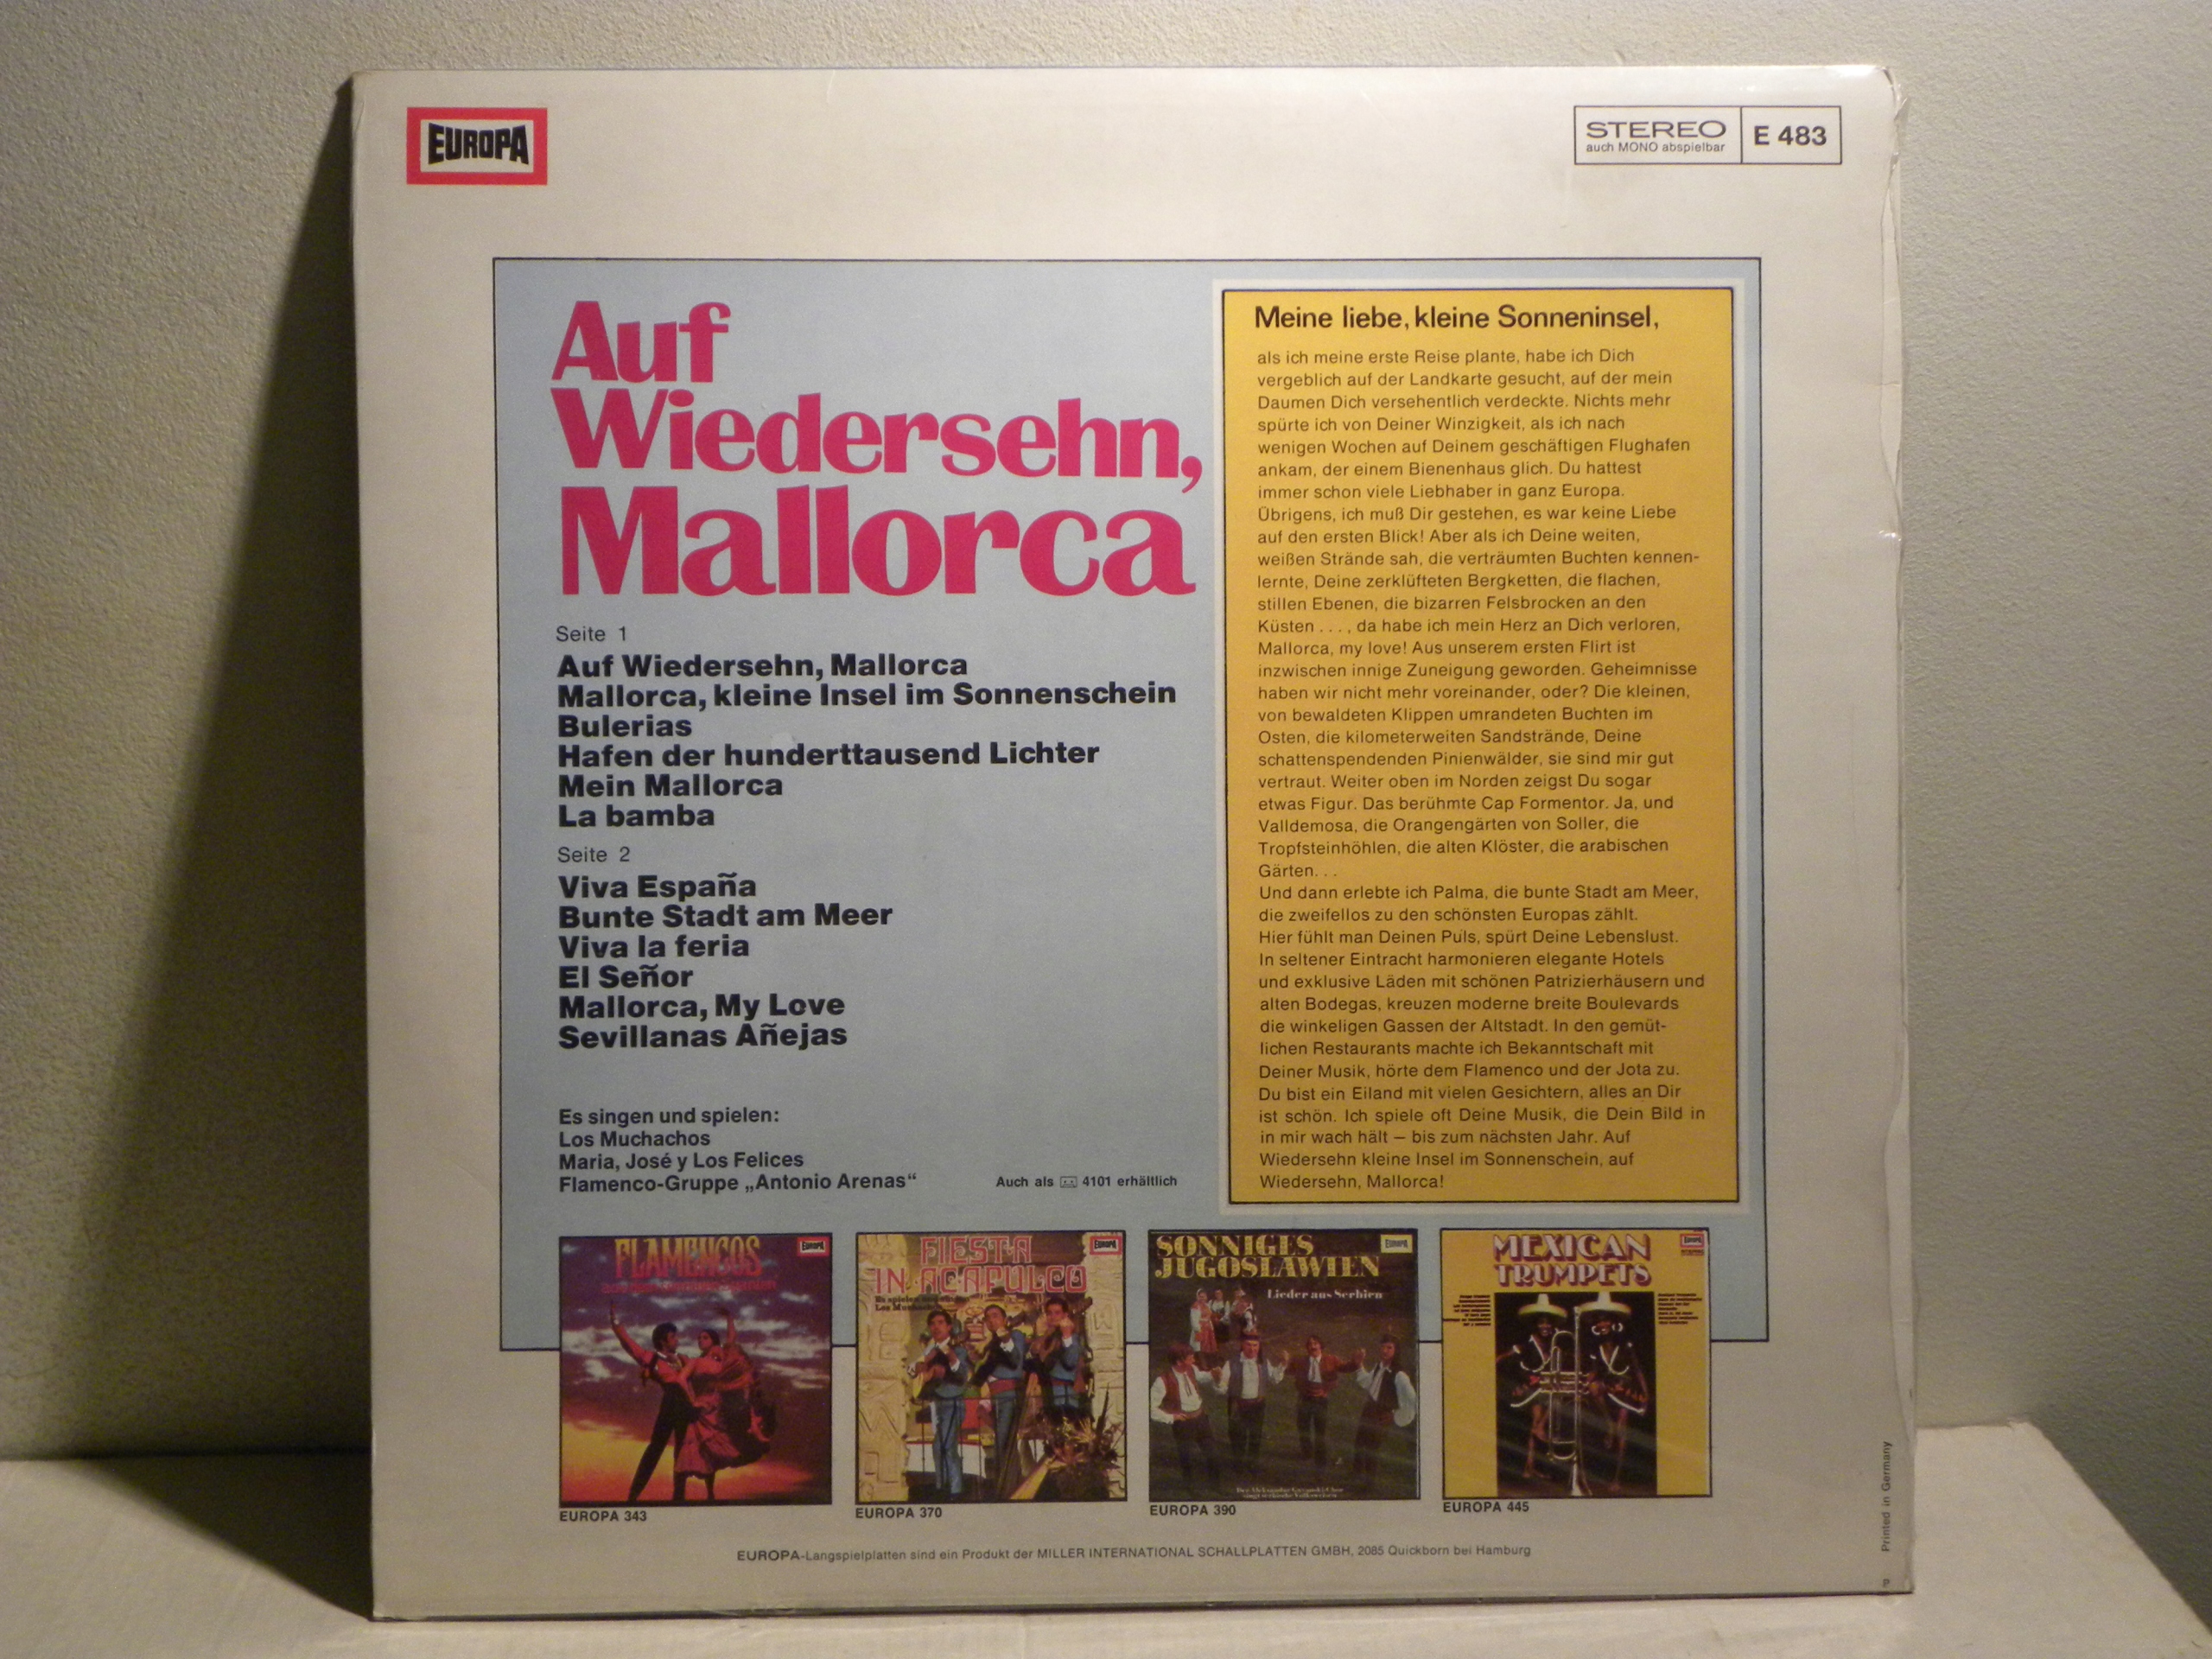 EUROPA
STEREO
auch MONO abspielbar
E 483
Auf
Wiedersehn,
Mallorca
Seite 1
Auf Wiedersehn, Mallorca
Mallorca, kleine Insel im Sonnenschein
Bulerias
Hafen der hunderttausend Lichter
Mein Mallorca
La bamba
Seite 2
Viva España
Bunte Stadt am Meer
Viva la feria
El Señor
Mallorca, My Love
Sevillanas Añejas
Es singen und spielen:
Los Muchachos
Maria, José y Los Felices
Flamenco-Gruppe „Antonio Arenas“
Auch als 4101 erhältlich
Meine liebe, kleine Sonneninsel,
als ich meine erste Reise plante, habe ich Dich
vergeblich auf der Landkarte gesucht, auf der mein
Daumen Dich versehentlich verdeckte. Nichts mehr
spürte ich von Deiner Winzigkeit, als ich nach
wenigen Wochen auf Deinem geschäftigen Flughafen
ankam, der einem Bienenhaus glich. Du hattest
immer schon viele Liebhaber in ganz Europa.
Übrigens, ich muß Dir gestehen, es war keine Liebe
auf den ersten Blick! Aber als ich Deine weiten,
weißen Strände sah, die verträumten Buchten kennen-
lernte, Deine zerklüfteten Bergketten, die flachen,
stillen Ebenen, die bizarren Felsbrocken an den
Küsten . . . , da habe ich mein Herz an Dich verloren,
Mallorca, my love! Aus unserem ersten Flirt ist
inzwischen innige Zuneigung geworden. Geheimnisse
haben wir nicht mehr voreinander, oder? Die kleinen,
von bewaldeten Klippen umrandeten Buchten im
Osten, die kilometerweiten Sandstrände, Deine
schattenspendenden Pinienwälder, sie sind mir gut
vertraut. Weiter oben im Norden zeigst Du sogar
etwas Figur. Das berühmte Cap Formentor. Ja, und
Valldemosa, die Orangengärten von Soller, die
Tropfsteinhöhlen, die alten Klöster, die arabischen
Gärten. . .
Und dann erlebte ich Palma, die bunte Stadt am Meer,
die zweifellos zu den schönsten Europas zählt.
Hier fühlt man Deinen Puls, spürt Deine Lebenslust.
In seltener Eintracht harmonieren elegante Hotels
und exklusive Läden mit schönen Patrizierhäusern und
alten Bodegas, kreuzen moderne breite Boulevards
die winkeligen Gassen der Altstadt. In den gemüt-
lichen Restaurants machte ich Bekanntschaft mit
Deiner Musik, hörte dem Flamenco und der Jota zu.
Du bist ein Eiland mit vielen Gesichtern, alles an Dir
ist schön. Ich spiele oft Deine Musik, die Dein Bild in
in mir wach hält – bis zum nächsten Jahr. Auf
Wiedersehn kleine Insel im Sonnenschein, auf
Wiedersehn, Mallorca!
FLAMENCOS
EUROPA
EUROPA 343
FIESTA
IN ACAPULCO
EUROPA
Es spielen
Los Muchachos
EUROPA 370
SONNIGES
JUGOSLAWIEN
EUROPA
Lieder aus Serbien
EUROPA 390
MEXICAN
TRUMPETS
EUROPA
EUROPA 445
EUROPA-Langspielplatten sind ein Produkt der MILLER INTERNATIONAL SCHALLPLATTEN GMBH, 2085 Quickborn bei Hamburg
Printed in Germany
P